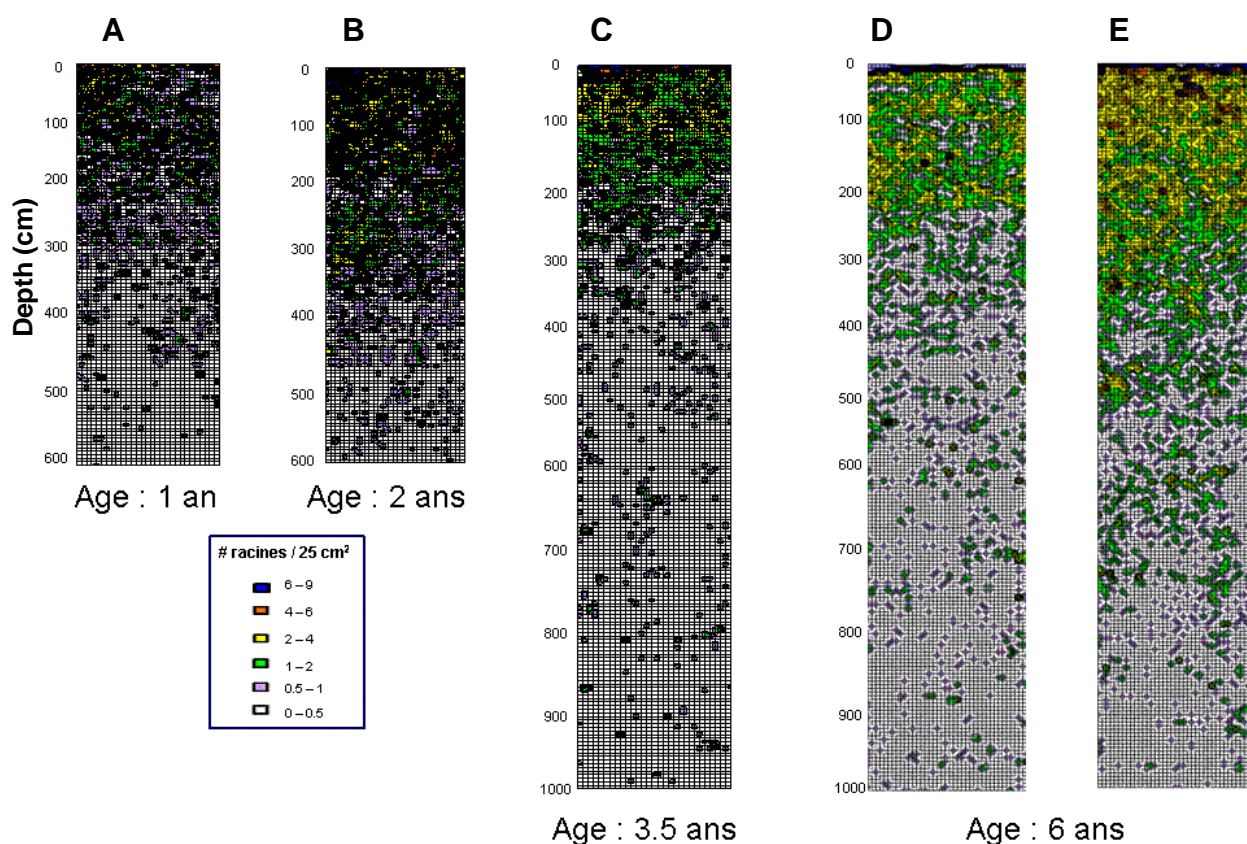 A
B
C
D
E
Depth (cm)
0
100
200
300
400
500
600
0
100
200
300
400
500
600
0
100
200
300
400
500
600
700
800
900
1000
0
100
200
300
400
500
600
700
800
900
1000
Age : 1 an
Age : 2 ans
Age : 3.5 ans
Age : 6 ans
# racines / 25 cm²
6 – 9
4 – 6
2 – 4
1 – 2
0.5 – 1
0 – 0.5